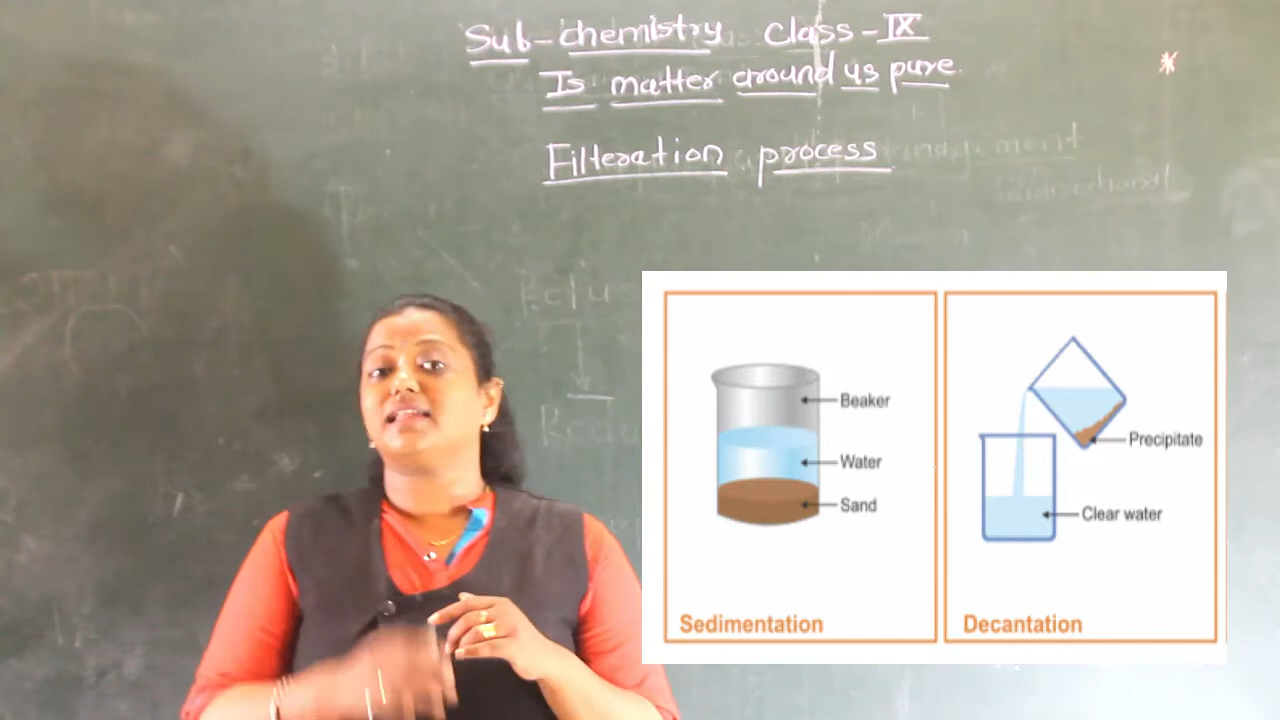 Sub-chemistry class-IX
Is matter around us pure.
Filteration process
Beaker
Water
Sand
Sedimentation
Precipitate
Clear water
Decantation